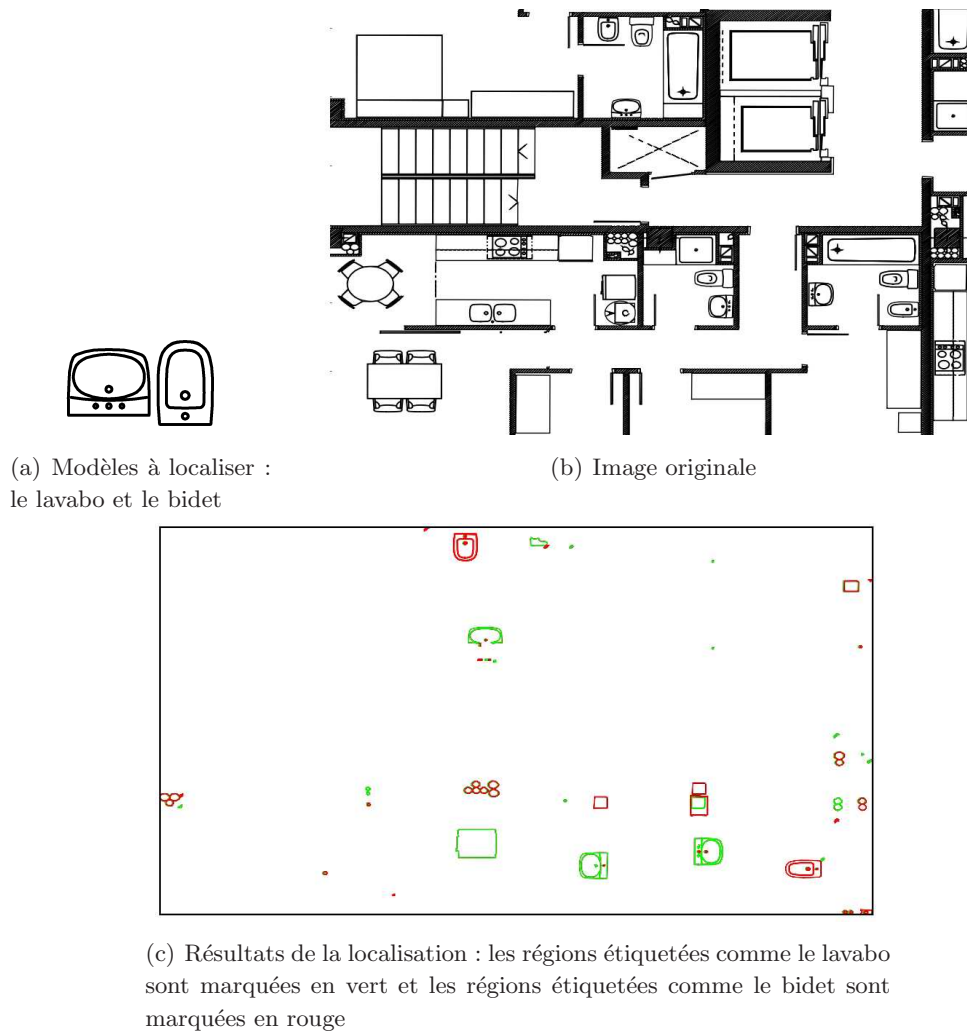 (a) Modèles à localiser :
le lavabo et le bidet
(b) Image originale
(c) Résultats de la localisation : les régions étiquetées comme le lavabo
sont marquées en vert et les régions étiquetées comme le bidet sont
marquées en rouge